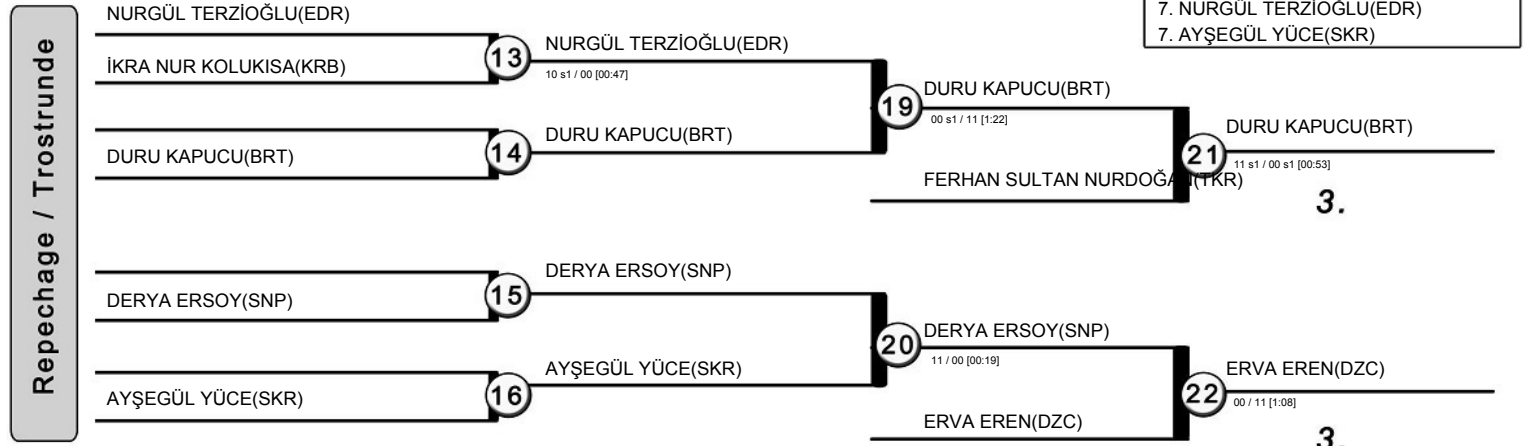 Repechage / Trostrunde
7. NURGÜL TERZİOĞLU(EDR)
7. AYŞEGÜL YÜCE(SKR)
NURGÜL TERZİOĞLU(EDR)
İKRA NUR KOLUKISA(KRB)
13
NURGÜL TERZİOĞLU(EDR)
10 s1 / 00 [00:47]
DURU KAPUCU(BRT)
14
DURU KAPUCU(BRT)
19
DURU KAPUCU(BRT)
00 s1 / 11 [1:22]
FERHAN SULTAN NURDOĞAN(TKR)
21
DURU KAPUCU(BRT)
11 s1 / 00 s1 [00:53]
3.
DERYA ERSOY(SNP)
15
DERYA ERSOY(SNP)
AYŞEGÜL YÜCE(SKR)
16
AYŞEGÜL YÜCE(SKR)
20
DERYA ERSOY(SNP)
11 / 00 [00:19]
ERVA EREN(DZC)
22
ERVA EREN(DZC)
00 / 11 [1:08]
3.